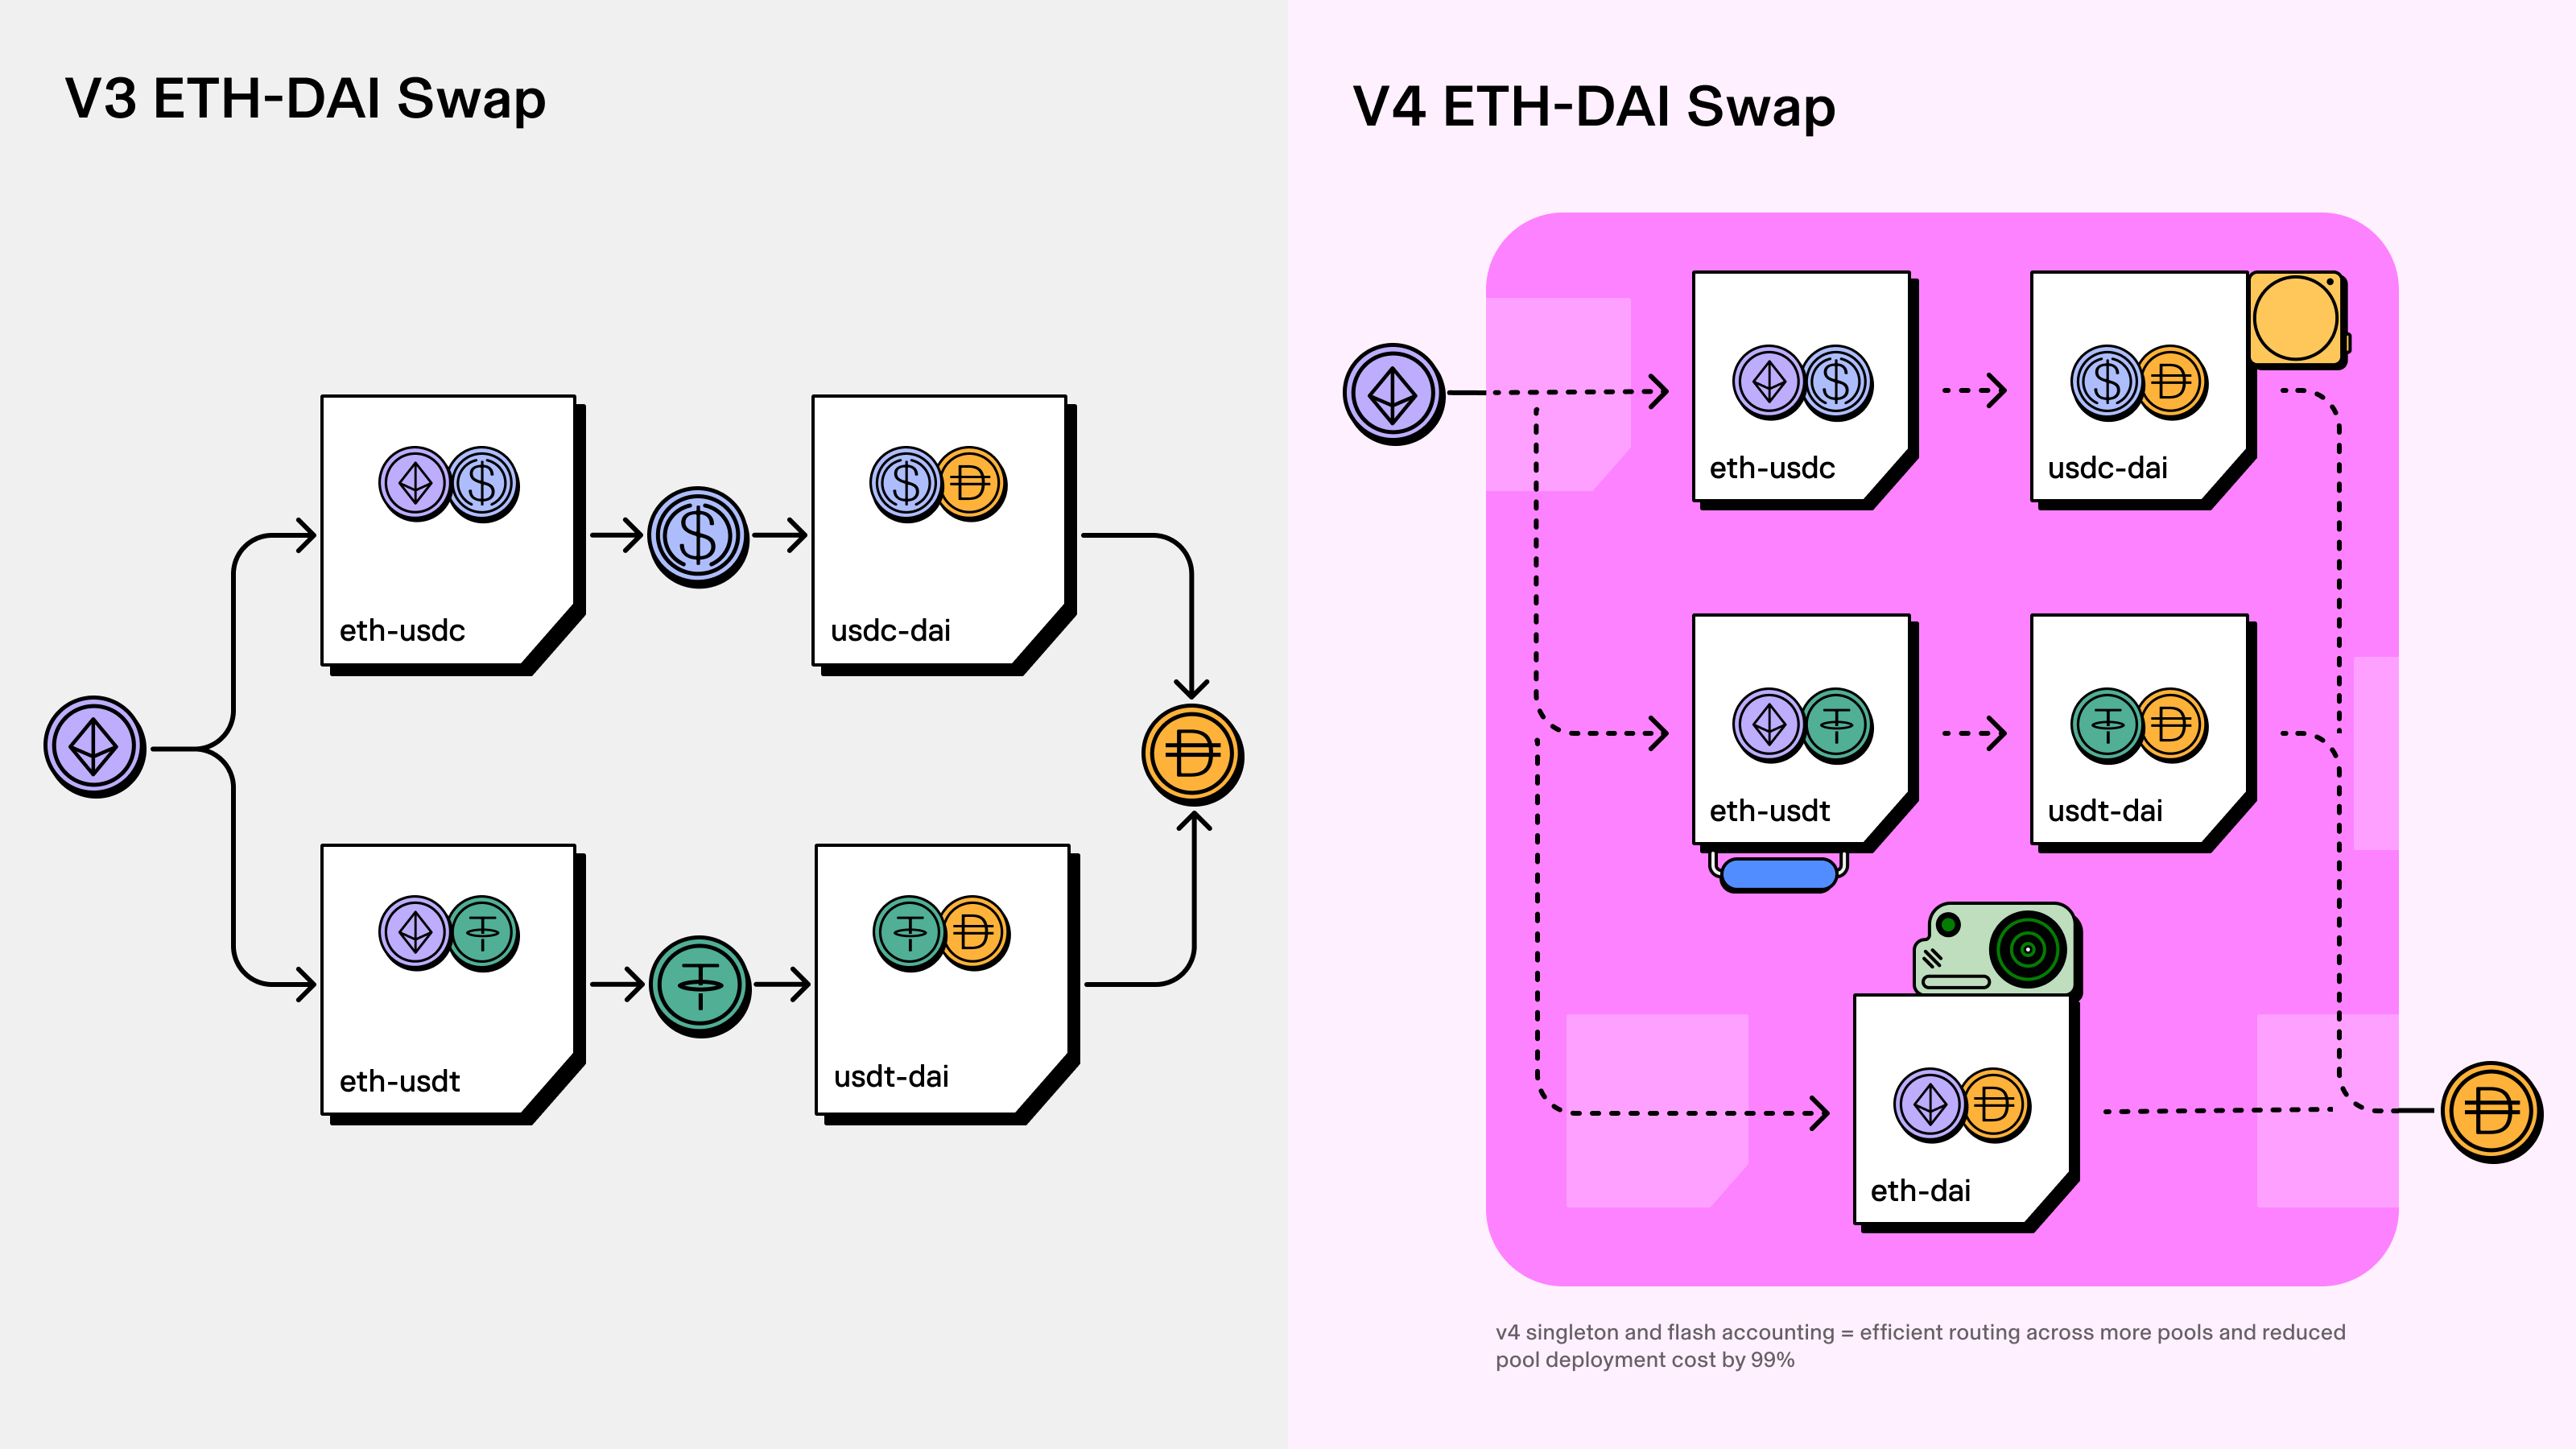 V3 ETH-DAI Swap
eth-usdc
usdc-dai
eth-usdt
usdt-dai
V4 ETH-DAI Swap
eth-usdc
usdc-dai
eth-usdt
usdt-dai
eth-dai
v4 singleton and flash accounting = efficient routing across more pools and reduced
pool deployment cost by 99%